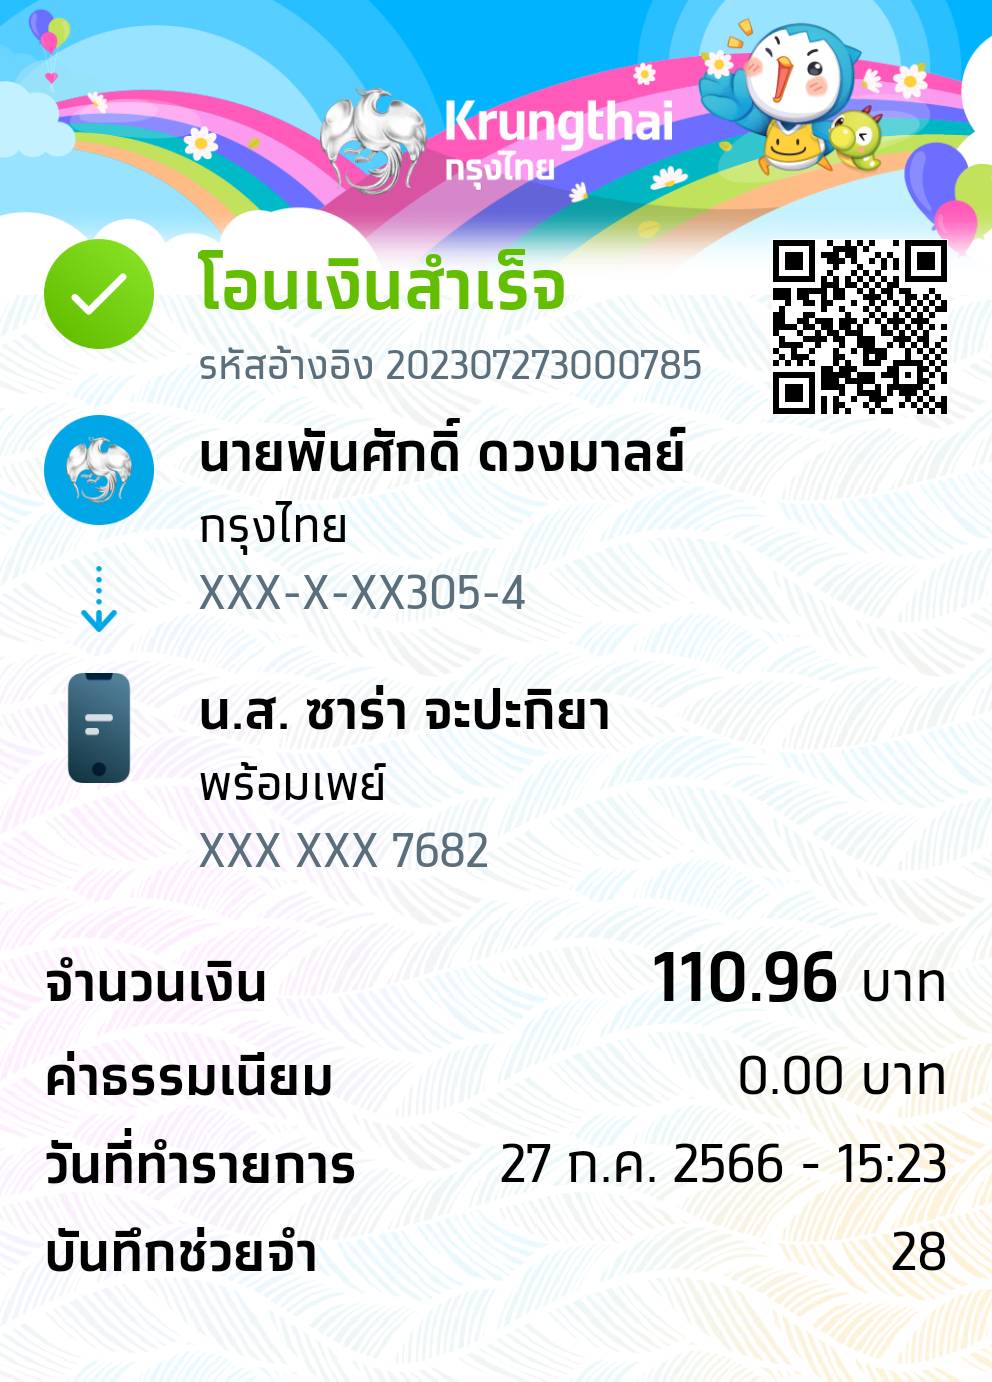 Krungthai
กรุงไทย
โอนเงินสำเร็จ
รหัสอ้างอิง 202307273000785
นายพันศักดิ์ ดวงมาลย์
กรุงไทย
XXX-X-XX305-4
น.ส. ซาร่า จะปะกิยา
พร้อมเพย์
XXX XXX 7682
จำนวนเงิน 110.96 บาท
ค่าธรรมเนียม 0.00 บาท
วันที่ทำรายการ 27 ก.ค. 2566 - 15:23
บันทึกช่วยจำ 28